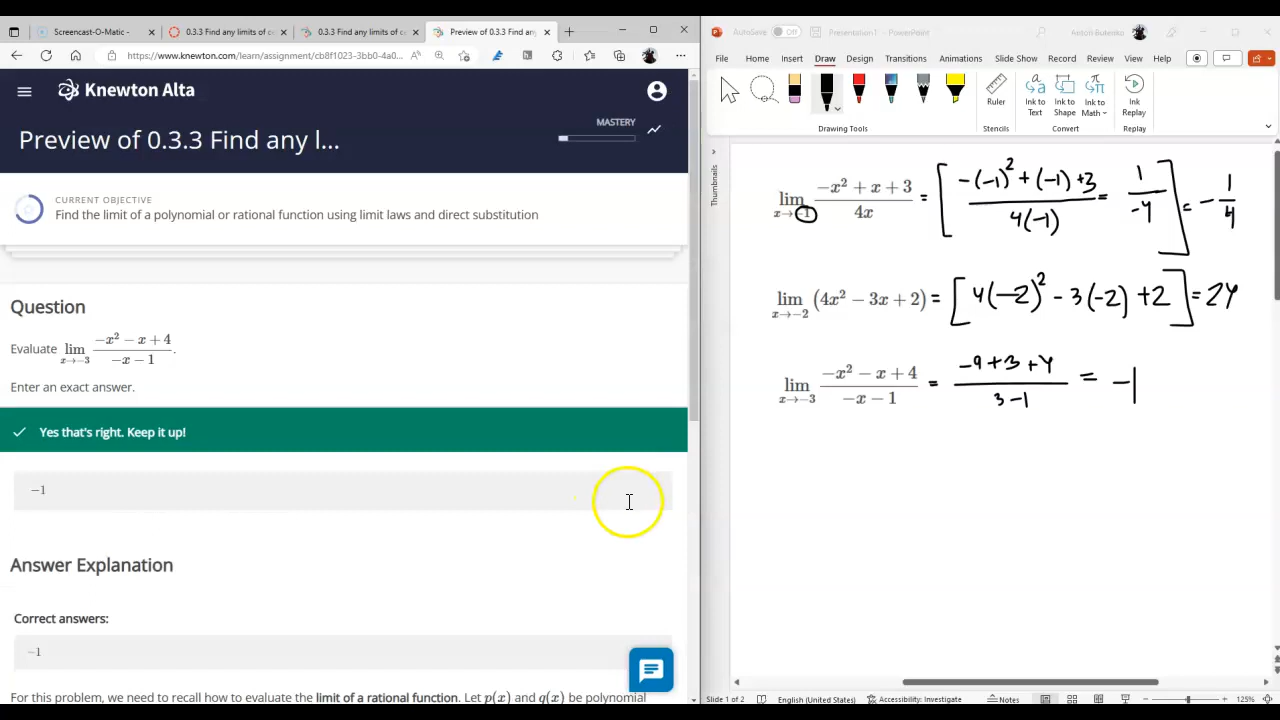 Screencast-O-Matic -
0.3.3 Find any limits of co
0.3.3 Find any limits of co
Preview of 0.3.3 Find any
https://www.knewton.com/learn/assignment/cb8f1023-3bb0-4a0...
Knewton Alta
Preview of 0.3.3 Find any l...
MASTERY
CURRENT OBJECTIVE
Find the limit of a polynomial or rational function using limit laws and direct substitution
Question
Evaluate lim x→−3 (−x² − x + 4)/(−x − 1).
Enter an exact answer.
Yes that's right. Keep it up!
−1
Answer Explanation
Correct answers:
−1
For this problem, we need to recall how to evaluate the limit of a rational function. Let p(x) and q(x) be polynomial
AutoSave Off
Presentation1 - PowerPoint
Anton Butenko
File Home Insert Draw Design Transitions Animations Slide Show Record Review View Help
Ruler
Ink to Text
Ink to Shape
Ink to Math
Ink Replay
Drawing Tools
Stencils
Convert
Replay
Thumbnails
lim x→−1 (−x² + x + 3)/(4x) = [ (−(−1)² + (−1) + 3)/(4(−1)) = 1/−4 ] = − 1/4
lim x→−2 (4x² − 3x + 2) = [4(−2)² − 3(−2) + 2] = 24
lim x→−3 (−x² − x + 4)/(−x − 1) = (−9 + 3 + 4)/(3 − 1) = −1
Slide 1 of 2
English (United States)
Accessibility: Investigate
Notes
125%